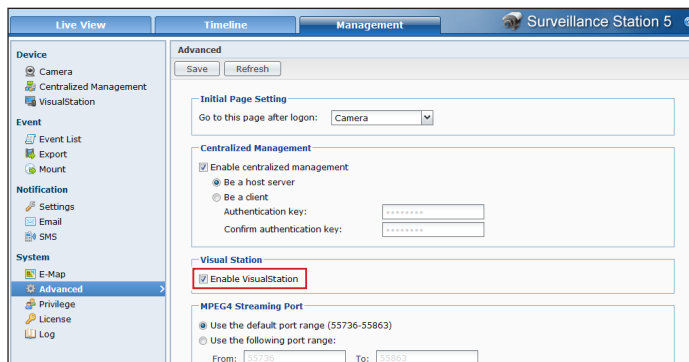 Live View
Timeline
Management
Surveillance Station 5
Device
Camera
Centralized Management
VisualStation
Event
Event List
Export
Mount
Notification
Settings
Email
SMS
System
E-Map
Advanced
Privilege
License
Log
Advanced
Save Refresh
Initial Page Setting
Go to this page after logon: Camera
Centralized Management
Enable centralized management
Be a host server
Be a client
Authentication key: ********
Confirm authentication key: ********
Visual Station
Enable VisualStation
MPEG4 Streaming Port
Use the default port range (55736-55863)
Use the following port range:
From: 55736 To: 55863